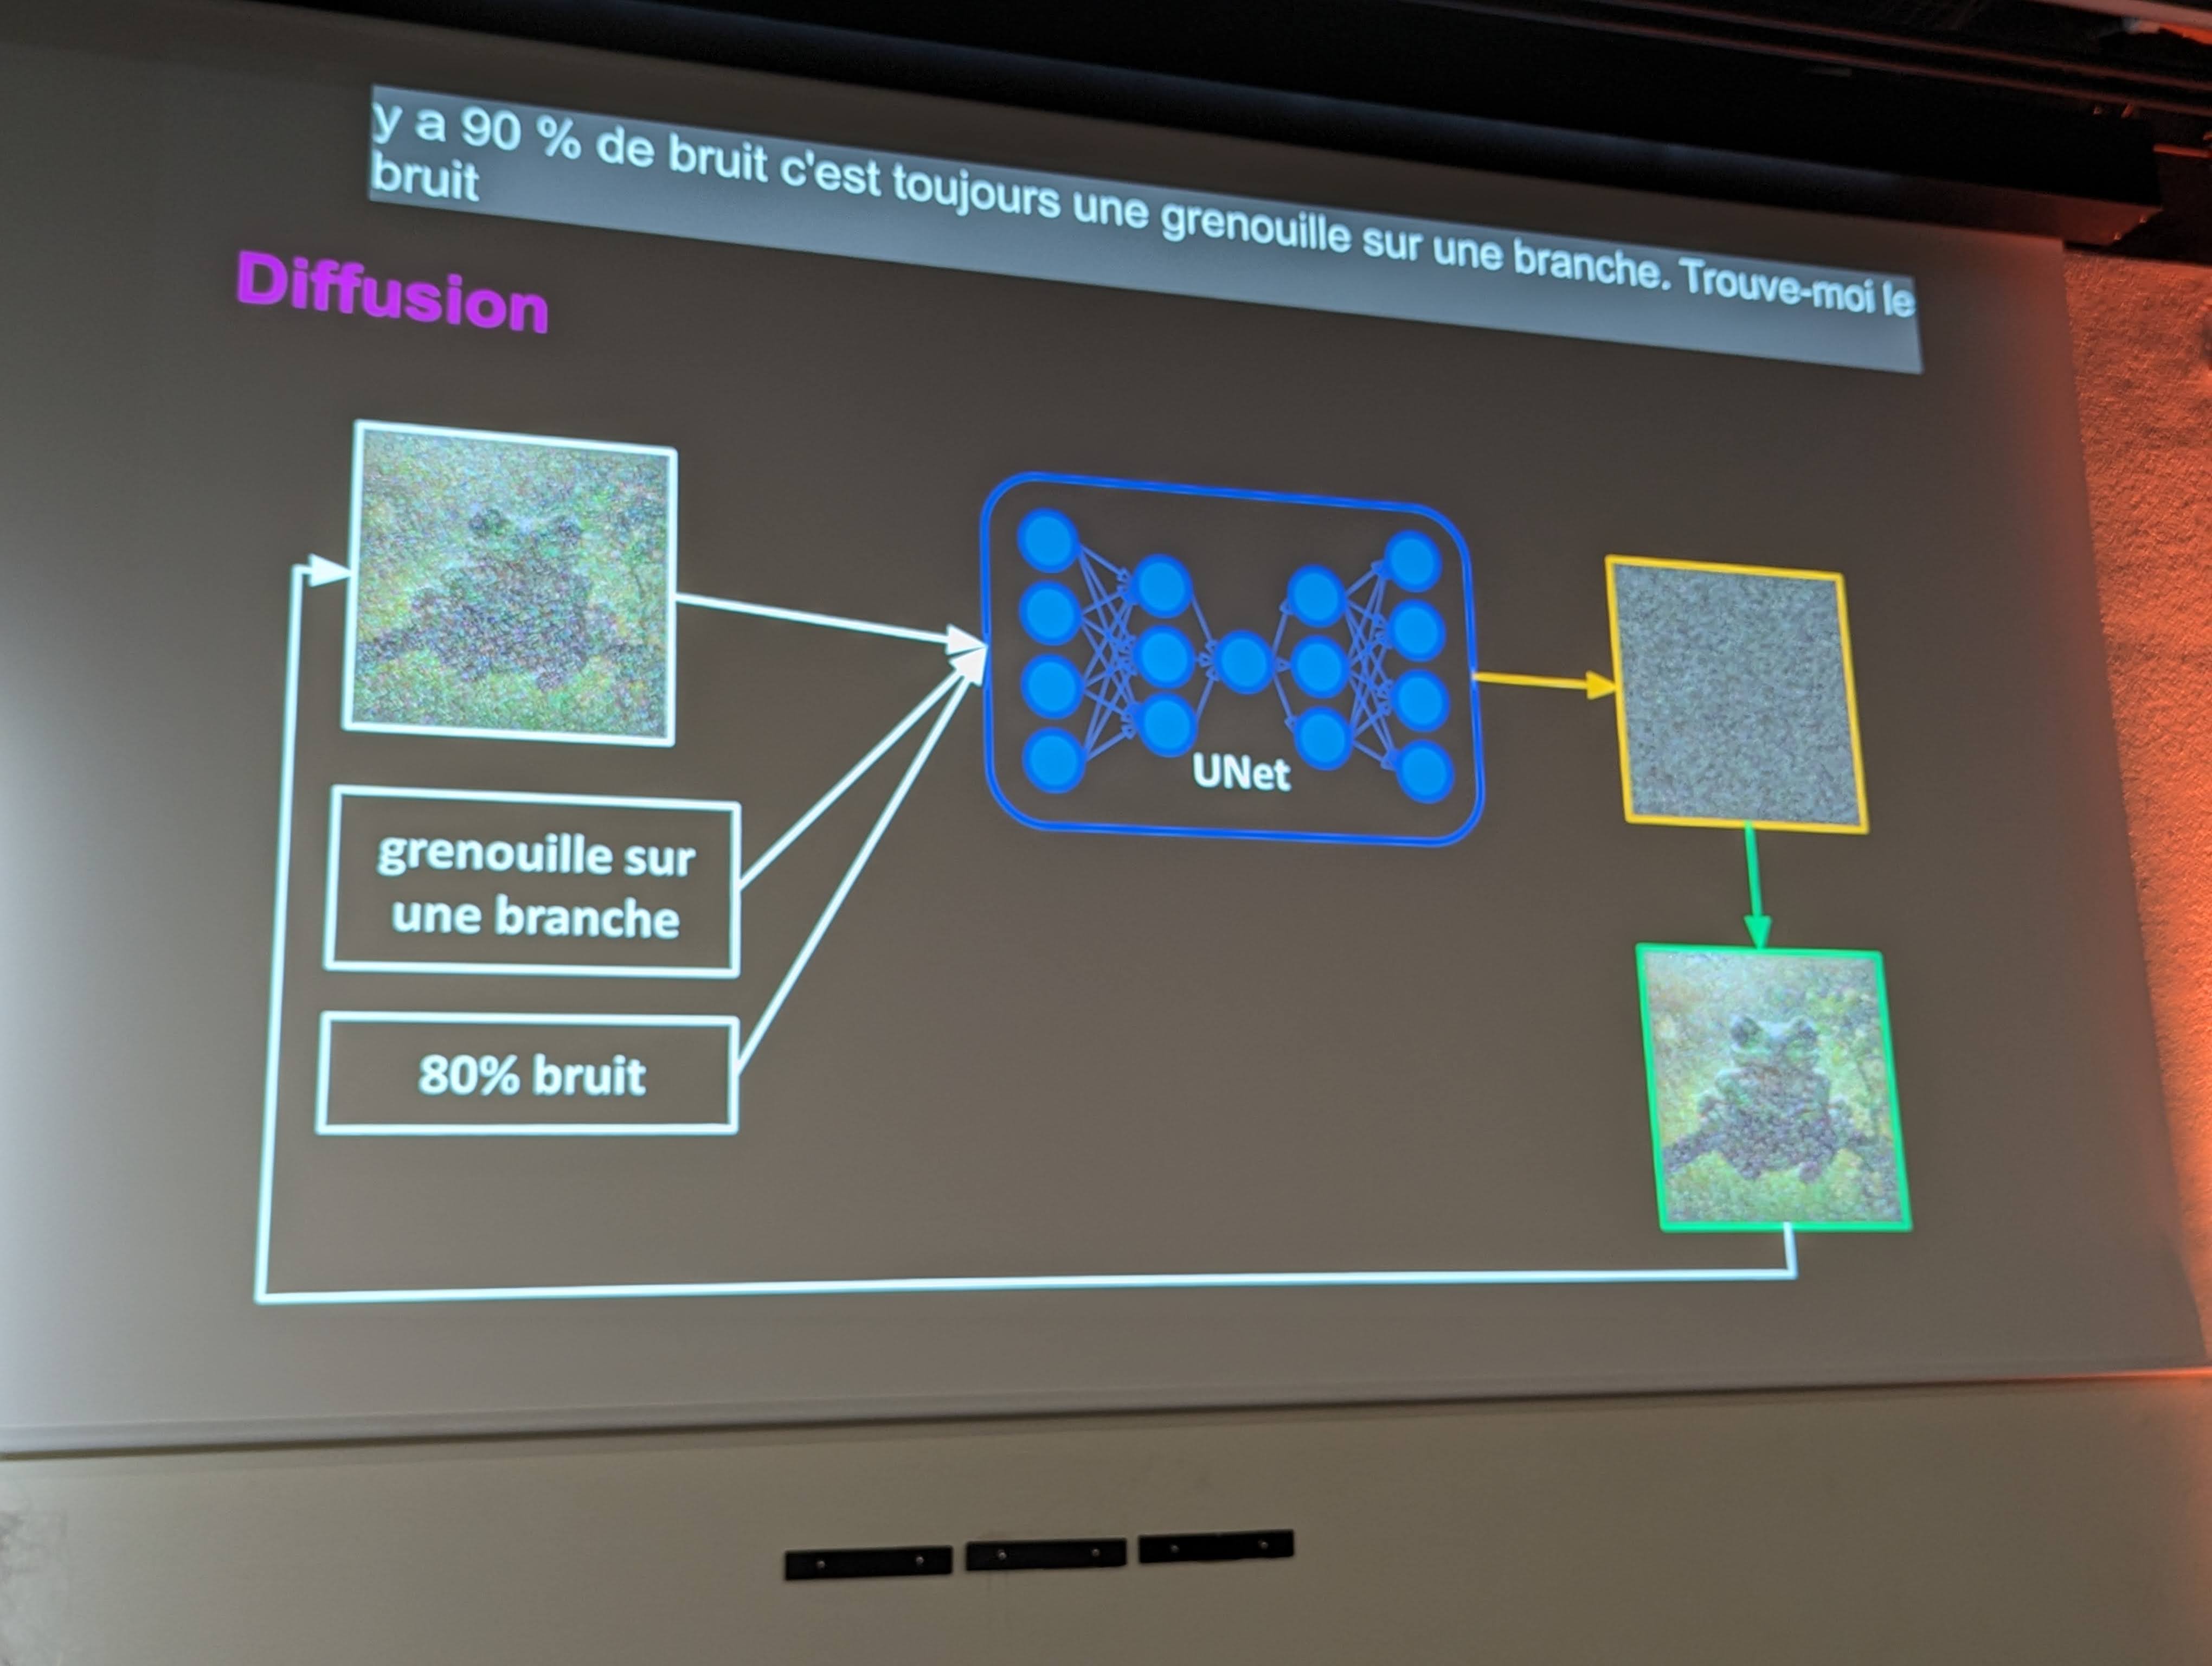 y a 90 % de bruit c'est toujours une grenouille sur une branche. Trouve-moi le
bruit
Diffusion
UNet
grenouille sur
une branche
80% bruit